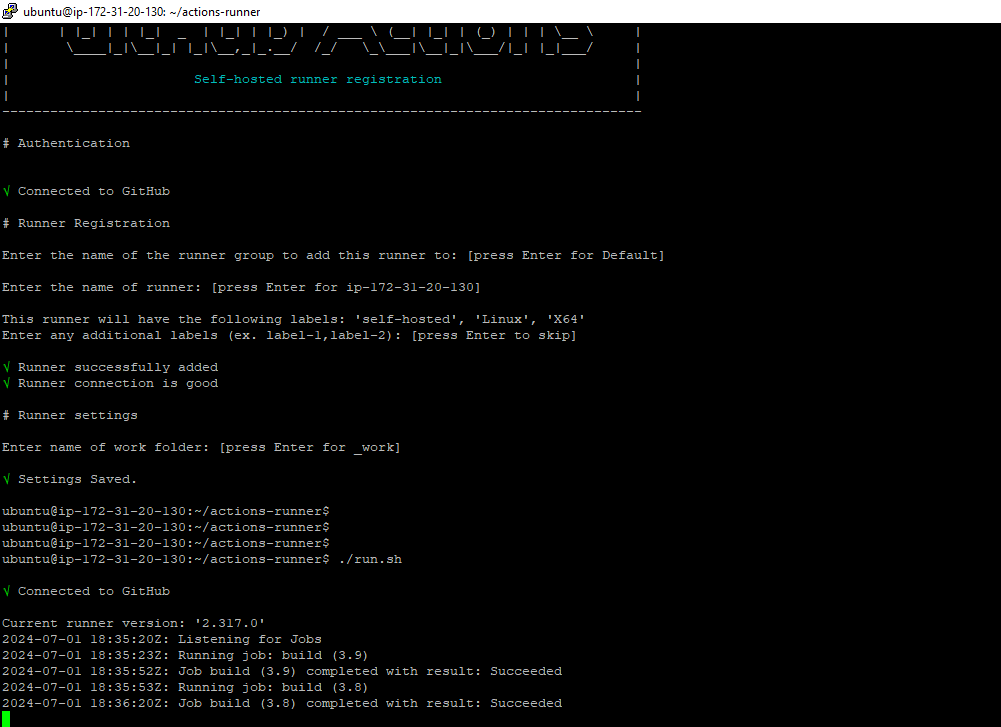 ubuntu@ip-172-31-20-130: ~/actions-runner
Self-hosted runner registration
# Authentication
√ Connected to GitHub
# Runner Registration
Enter the name of the runner group to add this runner to: [press Enter for Default]
Enter the name of runner: [press Enter for ip-172-31-20-130]
This runner will have the following labels: 'self-hosted', 'Linux', 'X64'
Enter any additional labels (ex. label-1,label-2): [press Enter to skip]
√ Runner successfully added
√ Runner connection is good
# Runner settings
Enter name of work folder: [press Enter for _work]
√ Settings Saved.
ubuntu@ip-172-31-20-130:~/actions-runner$
ubuntu@ip-172-31-20-130:~/actions-runner$
ubuntu@ip-172-31-20-130:~/actions-runner$
ubuntu@ip-172-31-20-130:~/actions-runner$ ./run.sh
√ Connected to GitHub
Current runner version: '2.317.0'
2024-07-01 18:35:20Z: Listening for Jobs
2024-07-01 18:35:23Z: Running job: build (3.9)
2024-07-01 18:35:52Z: Job build (3.9) completed with result: Succeeded
2024-07-01 18:35:53Z: Running job: build (3.8)
2024-07-01 18:36:20Z: Job build (3.8) completed with result: Succeeded